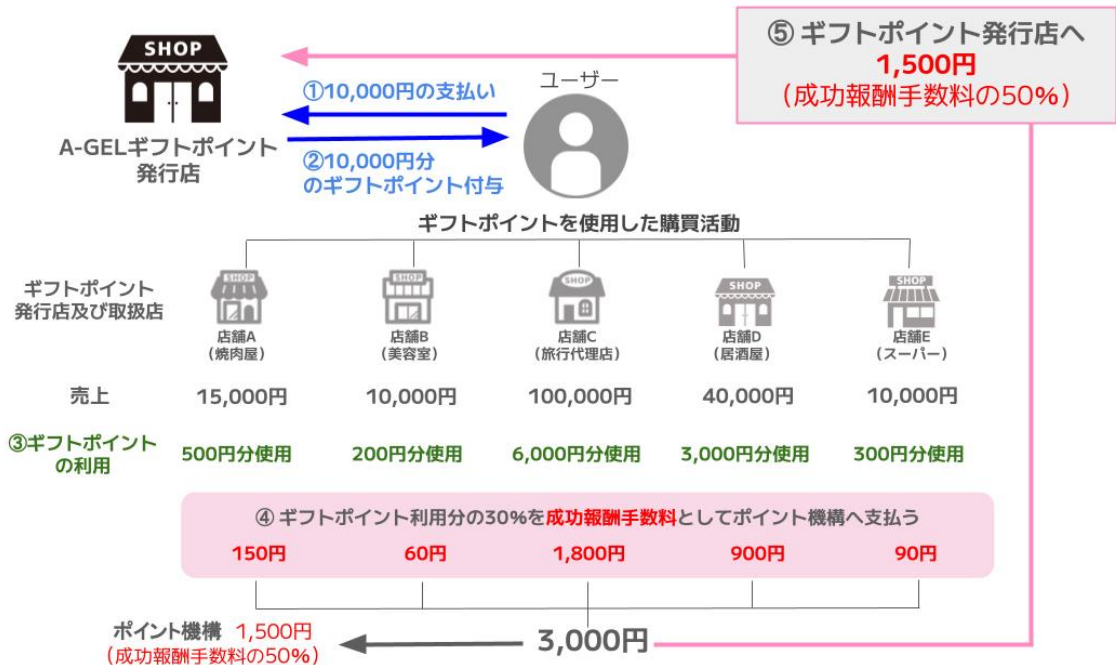 SHOP
A-GELギフトポイント
発行店
①10,000円の支払い
②10,000円分
のギフトポイント付与
ユーザー
⑤ ギフトポイント発行店へ
1,500円
(成功報酬手数料の50%)
ギフトポイントを使用した購買活動
ギフトポイント
発行店及び取扱店
SHOP
店舗A
(焼肉屋)
SHOP
店舗B
(美容室)
SHOP
店舗C
(旅行代理店)
SHOP
店舗D
(居酒屋)
SHOP
店舗E
(スーパー)
売上
15,000円
10,000円
100,000円
40,000円
10,000円
③ギフトポイント
の利用
500円分使用
200円分使用
6,000円分使用
3,000円分使用
300円分使用
④ ギフトポイント利用分の30%を成功報酬手数料としてポイント機構へ支払う
150円
60円
1,800円
900円
90円
ポイント機構 1,500円
(成功報酬手数料の50%)
3,000円